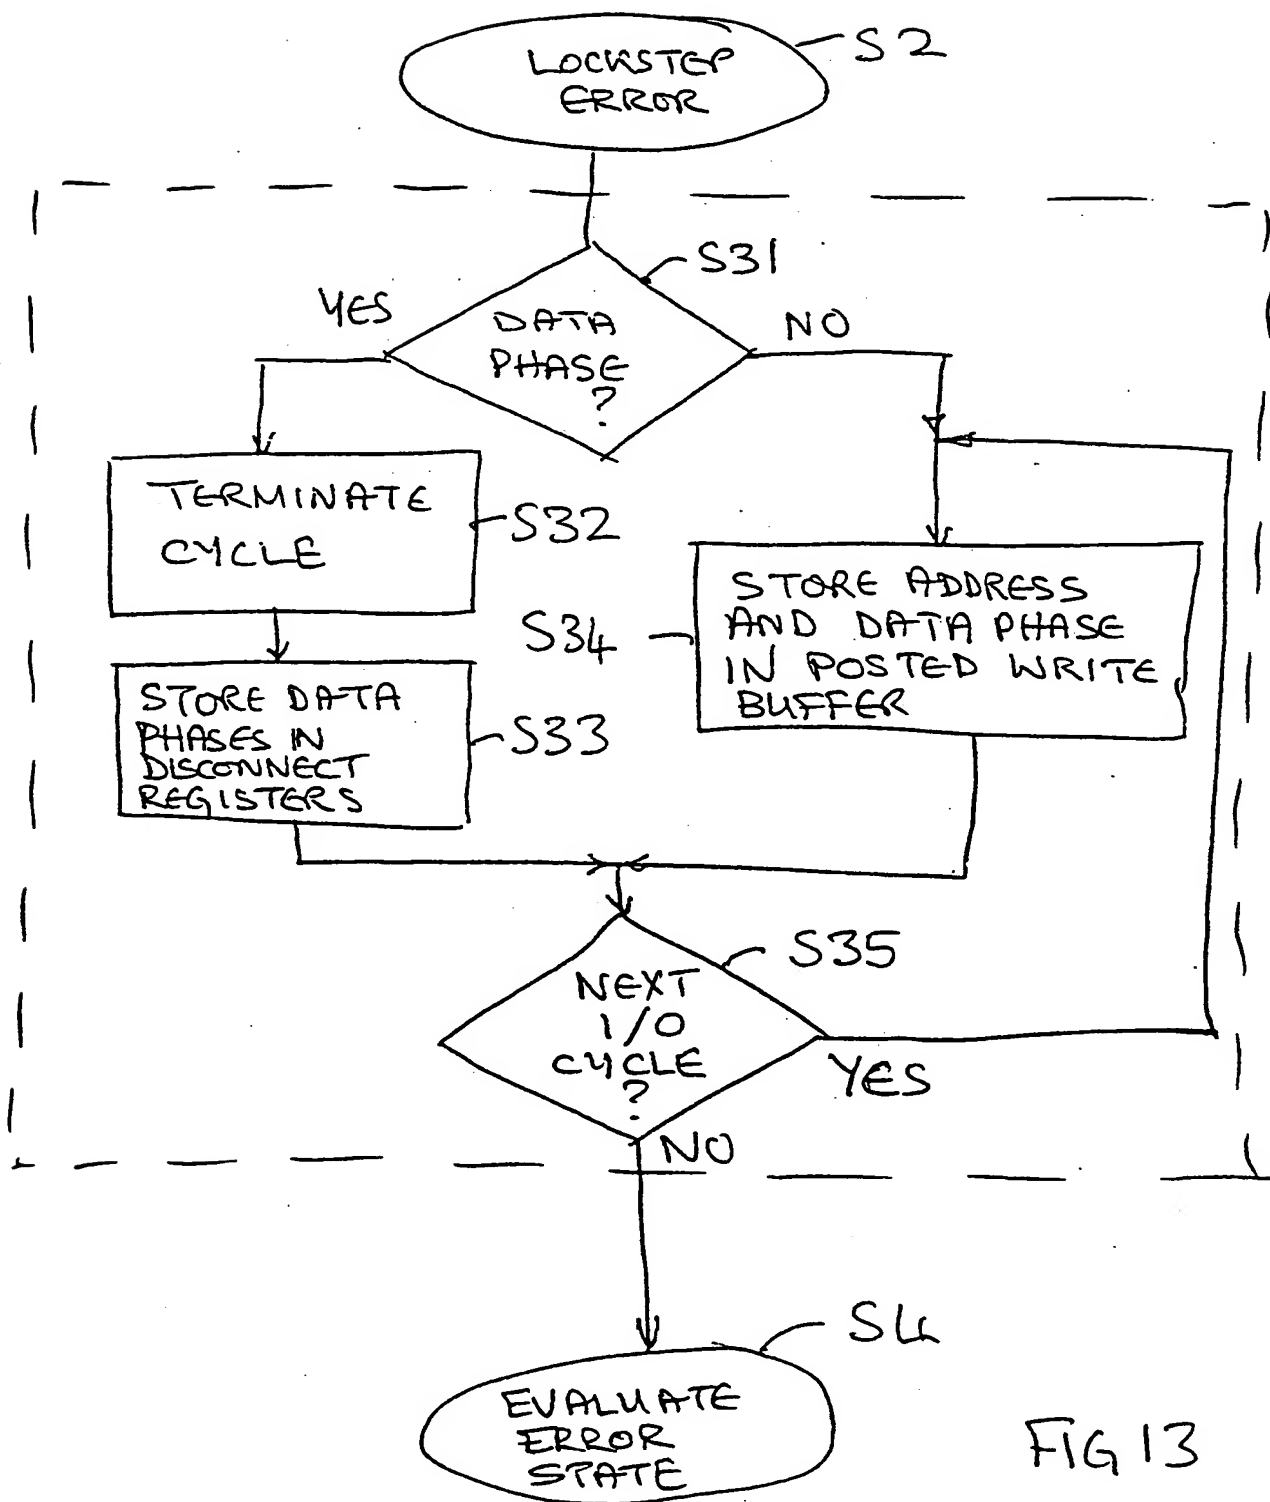 LOCKSTEP
ERROR
S2
S31
YES
DATA
PHASE
?
NO
TERMINATE
CYCLE
S32
STORE ADDRESS
AND DATA PHASE
IN POSTED WRITE
BUFFER
S34
STORE DATA
PHASES IN
DISCONNECT
REGISTERS
S33
S35
NEXT
I/O
CYCLE
?
YES
NO
S4
EVALUATE
ERROR
STATE
FIG 13